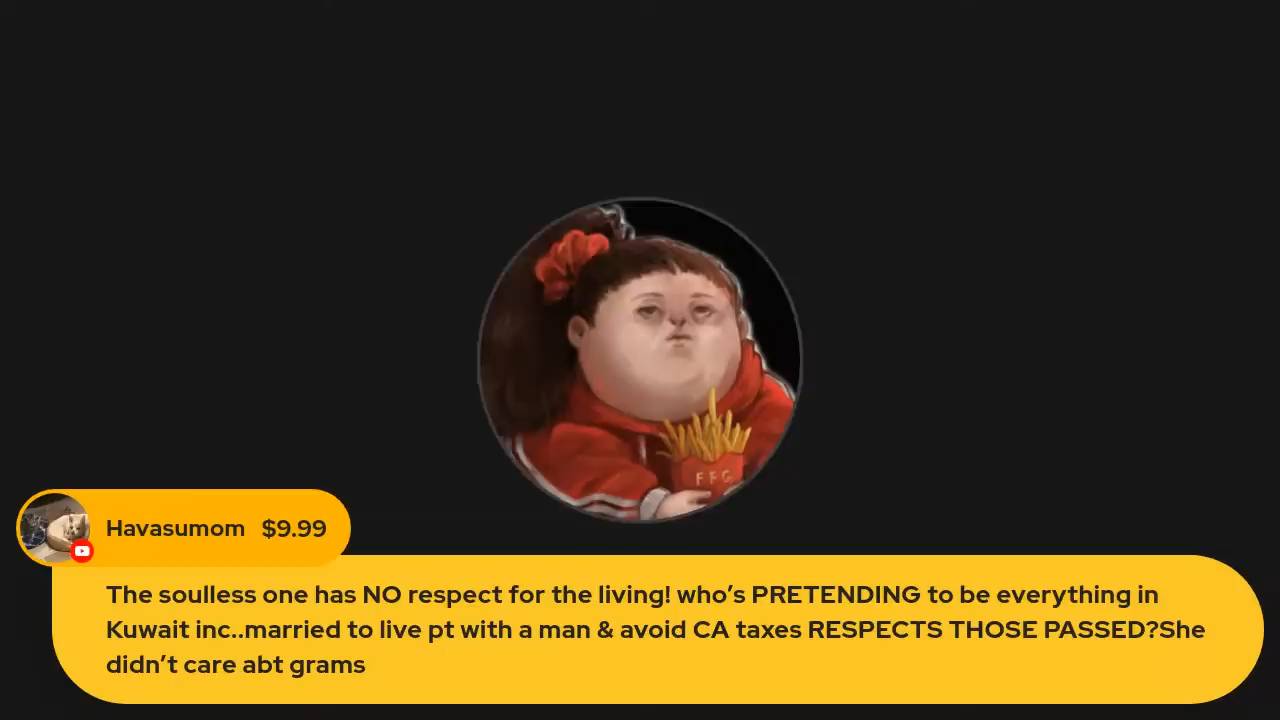 FFG
Havasumom $9.99
The soulless one has NO respect for the living! who's PRETENDING to be everything in
Kuwait inc..married to live pt with a man & avoid CA taxes RESPECTS THOSE PASSED?She
didn't care abt grams